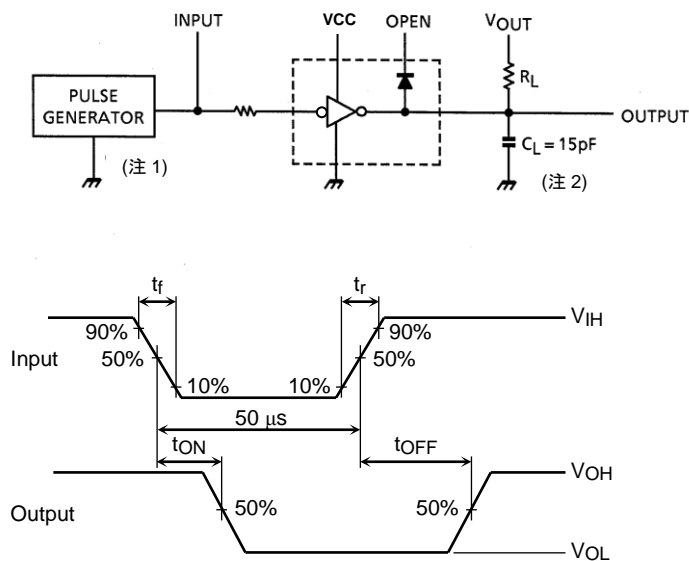 INPUT
VCC
OPEN
VOUT
PULSE
GENERATOR
(注 1)
RL
OUTPUT
CL = 15pF
(注 2)
tf
tr
VIH
90%
90%
Input
50%
50%
10%
10%
50 μs
tON
tOFF
VOH
50%
50%
Output
VOL